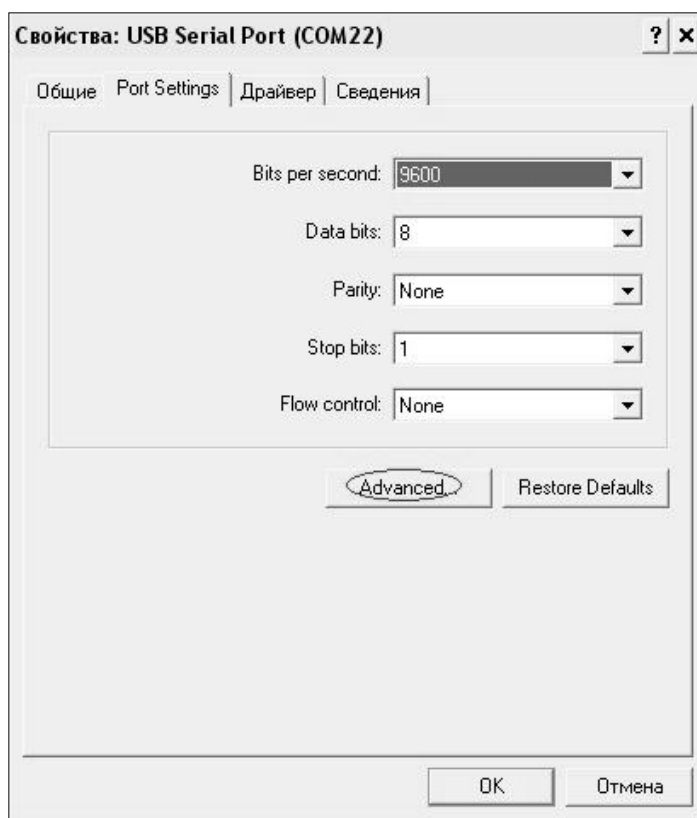 Свойства: USB Serial Port (COM22) ? ×
Общие Port Settings Драйвер Сведения
Bits per second: 9600
Data bits: 8
Parity: None
Stop bits: 1
Flow control: None
Advanced... Restore Defaults
OK Отмена